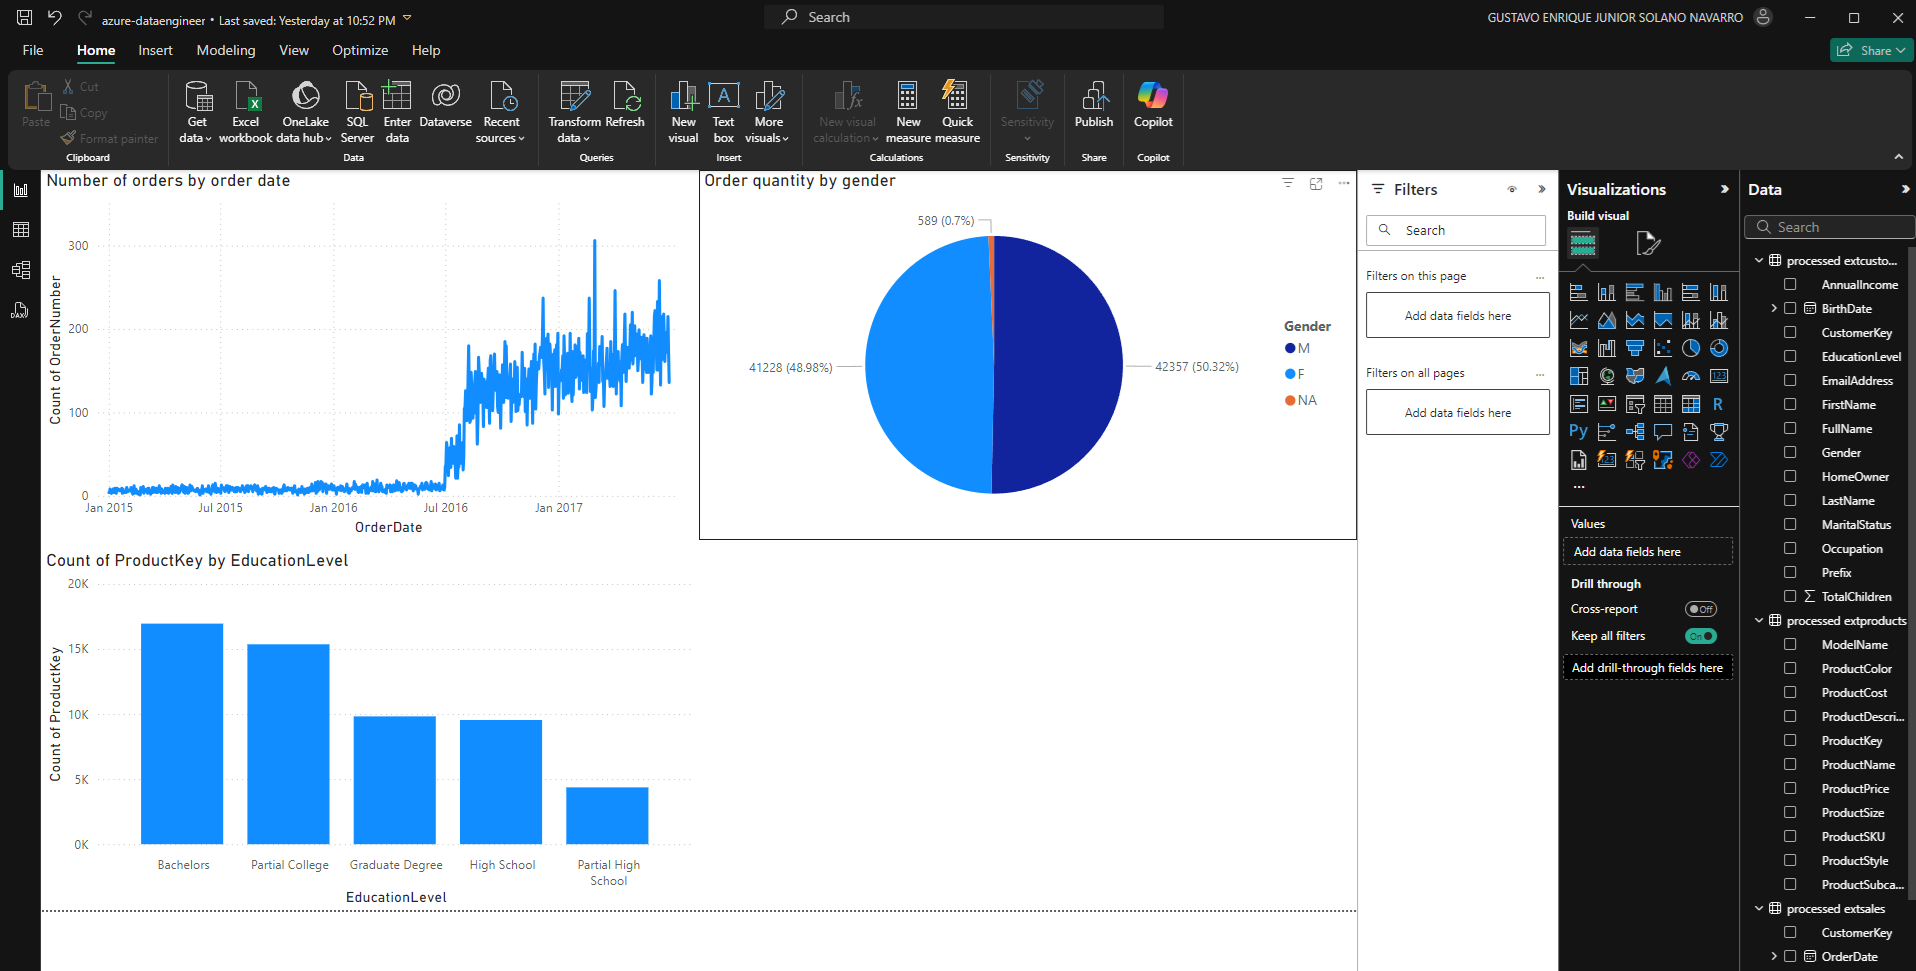 azure-dataengineer • Last saved: Yesterday at 10:52 PM
Search
GUSTAVO ENRIQUE JUNIOR SOLANO NAVARRO
File
Home
Insert
Modeling
View
Optimize
Help
Share
Paste
Cut
Copy
Format painter
Clipboard
Get data
Excel workbook
OneLake data hub
SQL Server
Enter data
Dataverse
Recent sources
Data
Transform data
Refresh
Queries
New visual
Text box
More visuals
Insert
New visual calculation
New measure
Quick measure
Calculations
Sensitivity
Sensitivity
Publish
Share
Copilot
Copilot
Number of orders by order date
Count of OrderNumber
300
200
100
0
Jan 2015
Jul 2015
Jan 2016
Jul 2016
Jan 2017
OrderDate
Order quantity by gender
589 (0.7%)
41228 (48.98%)
42357 (50.32%)
Gender
M
F
NA
Count of ProductKey by EducationLevel
Count of ProductKey
20K
15K
10K
5K
0K
Bachelors
Partial College
Graduate Degree
High School
Partial High
School
EducationLevel
Filters
Search
Filters on this page
Add data fields here
Filters on all pages
Add data fields here
Visualizations
Build visual
123
R
Py
123
...
Values
Add data fields here
Drill through
Cross-report
Off
Keep all filters
On
Add drill-through fields here
Data
Search
processed extcusto...
AnnualIncome
BirthDate
CustomerKey
EducationLevel
EmailAddress
FirstName
FullName
Gender
HomeOwner
LastName
MaritalStatus
Occupation
Prefix
TotalChildren
processed extproducts
ModelName
ProductColor
ProductCost
ProductDescri...
ProductKey
ProductName
ProductPrice
ProductSize
ProductSKU
ProductStyle
ProductSubca...
processed extsales
CustomerKey
OrderDate
DAX